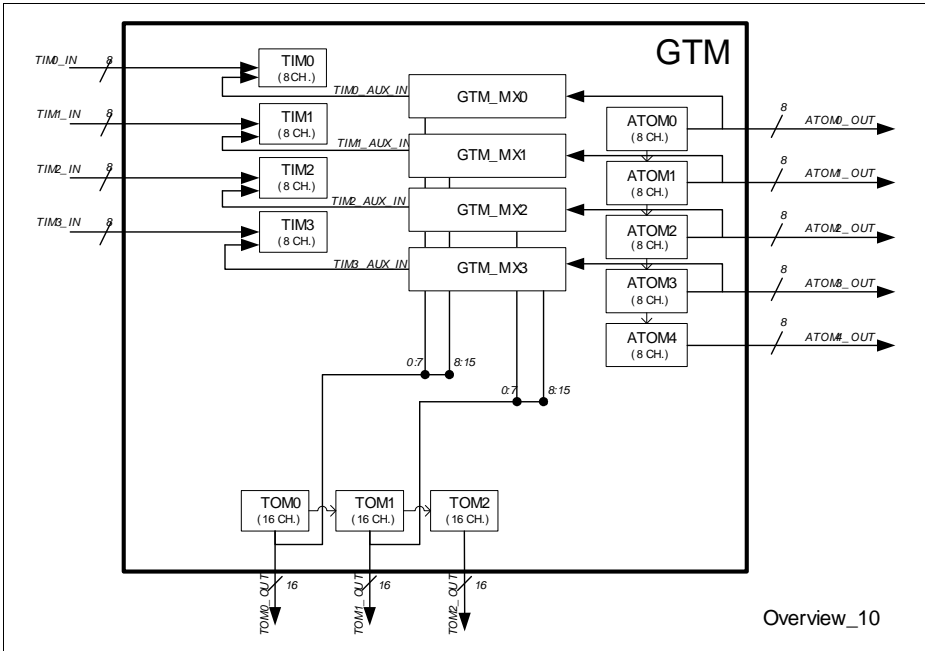 GTM
TIM0_IN
8
TIM0
(8CH.)
TIM0_AUX_IN
GTM_MX0
ATOM0
(8 CH.)
8
ATOM0_OUT
TIM1_IN
8
TIM1
(8 CH.)
TIM1_AUX_IN
GTM_MX1
ATOM1
(8 CH.)
8
ATOM1_OUT
TIM2_IN
8
TIM2
(8 CH.)
TIM2_AUX_IN
GTM_MX2
ATOM2
(8 CH.)
8
ATOM2_OUT
TIM3_IN
8
TIM3
(8 CH.)
TIM3_AUX_IN
GTM_MX3
ATOM3
(8 CH.)
8
ATOM3_OUT
ATOM4
(8 CH.)
8
ATOM4_OUT
0:7
8:15
0:7
8:15
TOM0
(16 CH.)
TOM1
(16 CH.)
TOM2
(16 CH.)
TOM0_OUT
16
TOM1_OUT
16
TOM2_OUT
16
Overview_10